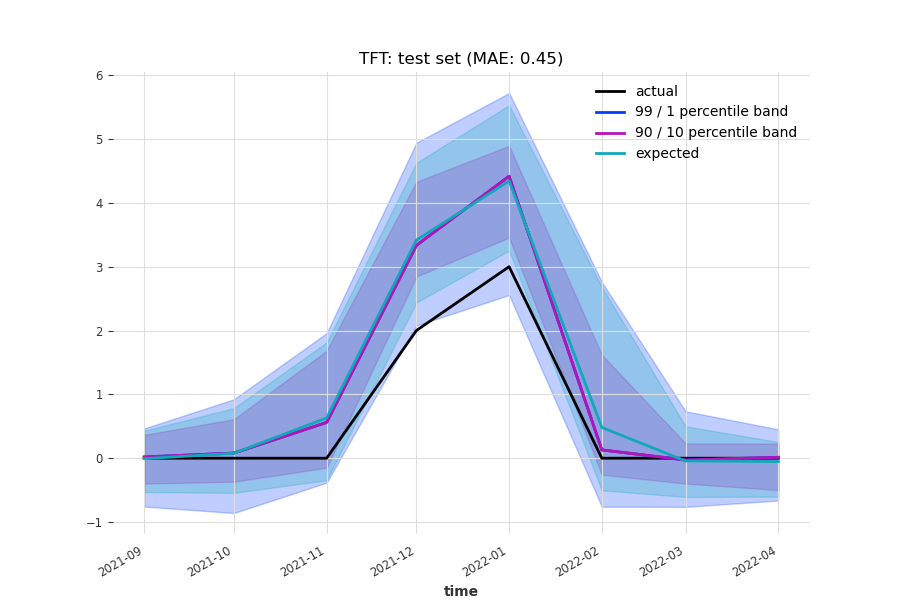 TFT: test set (MAE: 0.45)
actual
99 / 1 percentile band
90 / 10 percentile band
expected
6
5
4
3
2
1
0
−1
2021-09
2021-10
2021-11
2021-12
2022-01
2022-02
2022-03
2022-04
time